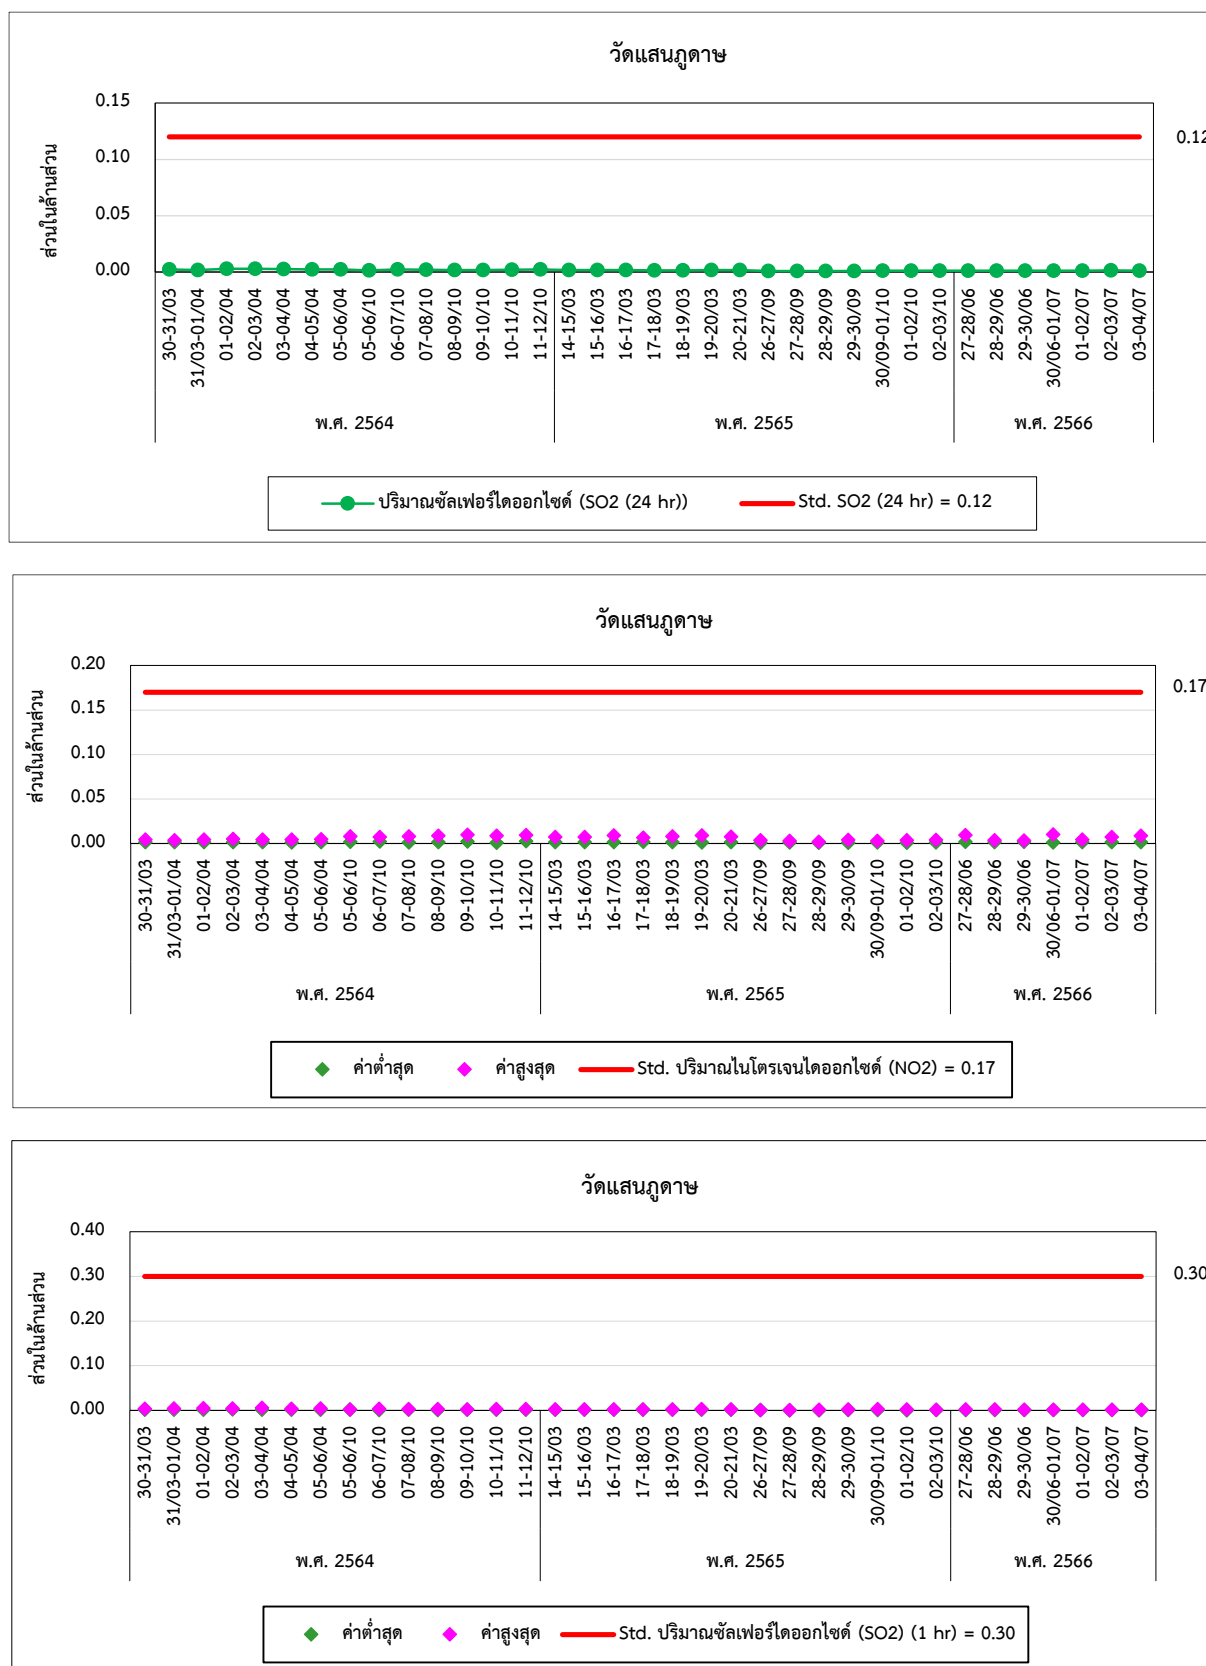 วัดแสนภูดาษ
ส่วนในล้านส่วน
0.15
0.10
0.05
0.00
0.12
30-31/03 31/03-01/04 01-02/04 02-03/04 03-04/04 04-05/04 05-06/04 05-06/10 06-07/10 07-08/10 08-09/10 09-10/10 10-11/10 11-12/10 14-15/03 15-16/03 16-17/03 17-18/03 18-19/03 19-20/03 20-21/03 26-27/09 27-28/09 28-29/09 29-30/09 30/09-01/10 01-02/10 02-03/10 27-28/06 28-29/06 29-30/06 30/06-01/07 01-02/07 02-03/07 03-04/07
พ.ศ. 2564 พ.ศ. 2565 พ.ศ. 2566
ปริมาณซัลเฟอร์ไดออกไซด์ (SO2 (24 hr)) Std. SO2 (24 hr) = 0.12
วัดแสนภูดาษ
ส่วนในล้านส่วน
0.20
0.15
0.10
0.05
0.00
0.17
30-31/03 31/03-01/04 01-02/04 02-03/04 03-04/04 04-05/04 05-06/04 05-06/10 06-07/10 07-08/10 08-09/10 09-10/10 10-11/10 11-12/10 14-15/03 15-16/03 16-17/03 17-18/03 18-19/03 19-20/03 20-21/03 26-27/09 27-28/09 28-29/09 29-30/09 30/09-01/10 01-02/10 02-03/10 27-28/06 28-29/06 29-30/06 30/06-01/07 01-02/07 02-03/07 03-04/07
พ.ศ. 2564 พ.ศ. 2565 พ.ศ. 2566
ค่าต่ำสุด ค่าสูงสุด Std. ปริมาณไนโตรเจนไดออกไซด์ (NO2) = 0.17
วัดแสนภูดาษ
ส่วนในล้านส่วน
0.40
0.30
0.20
0.10
0.00
0.30
30-31/03 31/03-01/04 01-02/04 02-03/04 03-04/04 04-05/04 05-06/04 05-06/10 06-07/10 07-08/10 08-09/10 09-10/10 10-11/10 11-12/10 14-15/03 15-16/03 16-17/03 17-18/03 18-19/03 19-20/03 20-21/03 26-27/09 27-28/09 28-29/09 29-30/09 30/09-01/10 01-02/10 02-03/10 27-28/06 28-29/06 29-30/06 30/06-01/07 01-02/07 02-03/07 03-04/07
พ.ศ. 2564 พ.ศ. 2565 พ.ศ. 2566
ค่าต่ำสุด ค่าสูงสุด Std. ปริมาณซัลเฟอร์ไดออกไซด์ (SO2) (1 hr) = 0.30